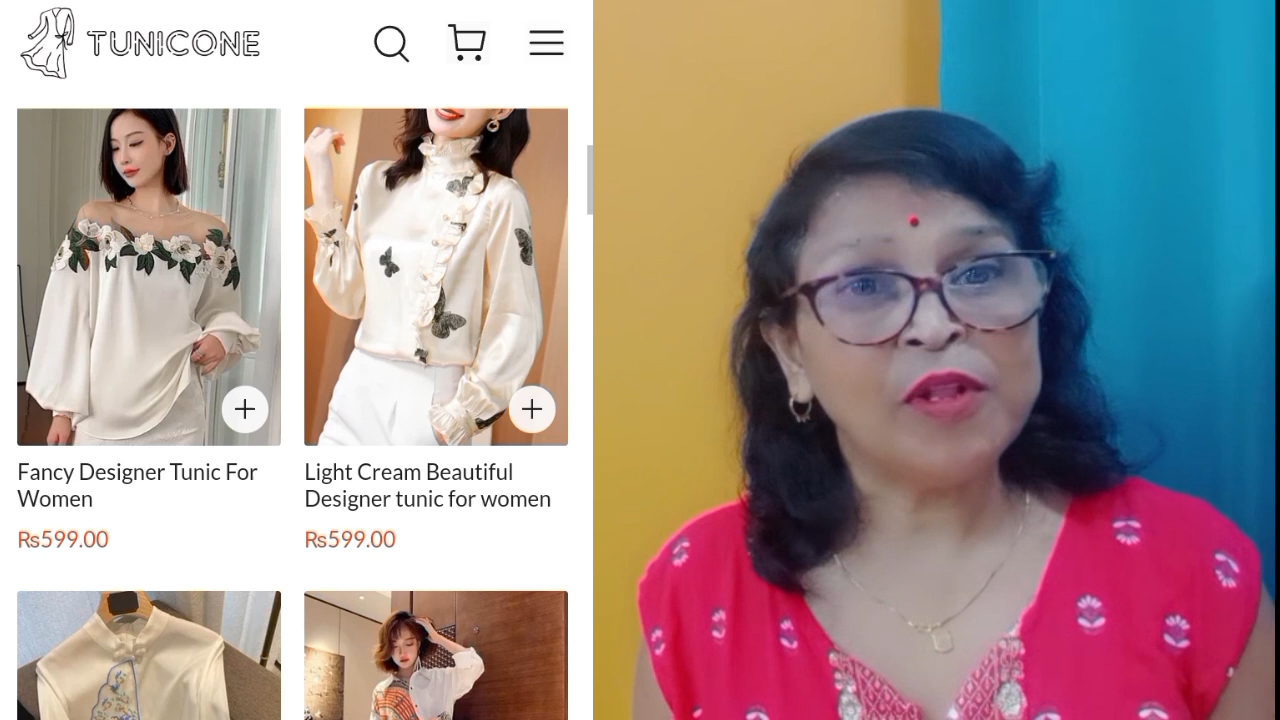 TUNICONE
Fancy Designer Tunic For
Women
₨599.00
Light Cream Beautiful
Designer tunic for women
₨599.00